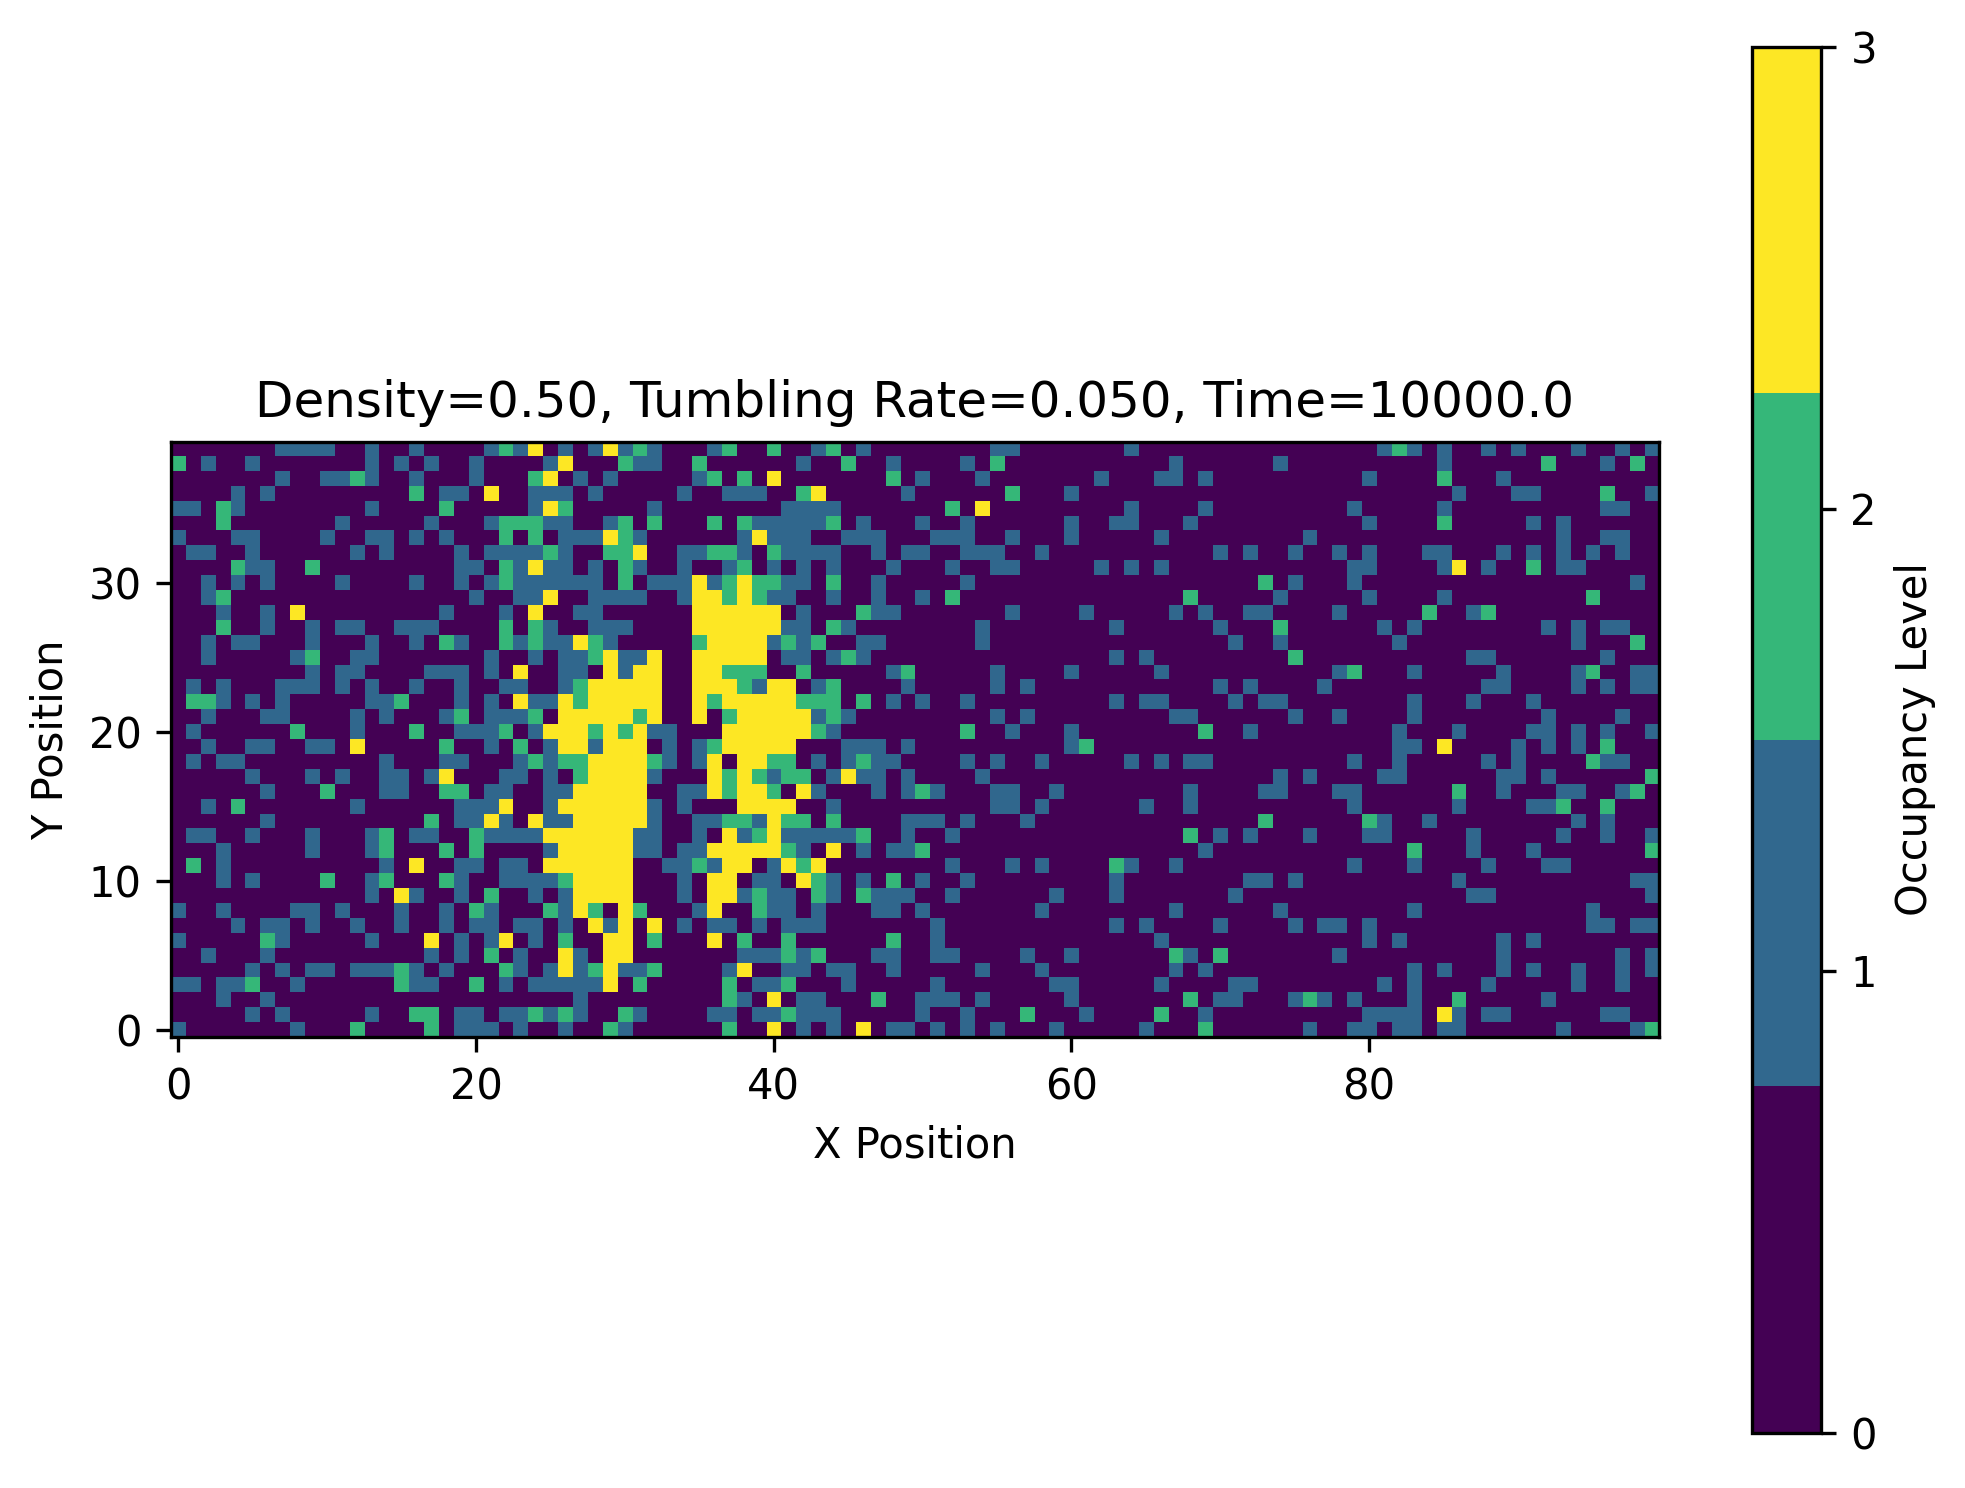 Density=0.50, Tumbling Rate=0.050, Time=10000.0
30
20
10
0
Y Position
0 20 40 60 80
X Position
3
2
1
0
Occupancy Level